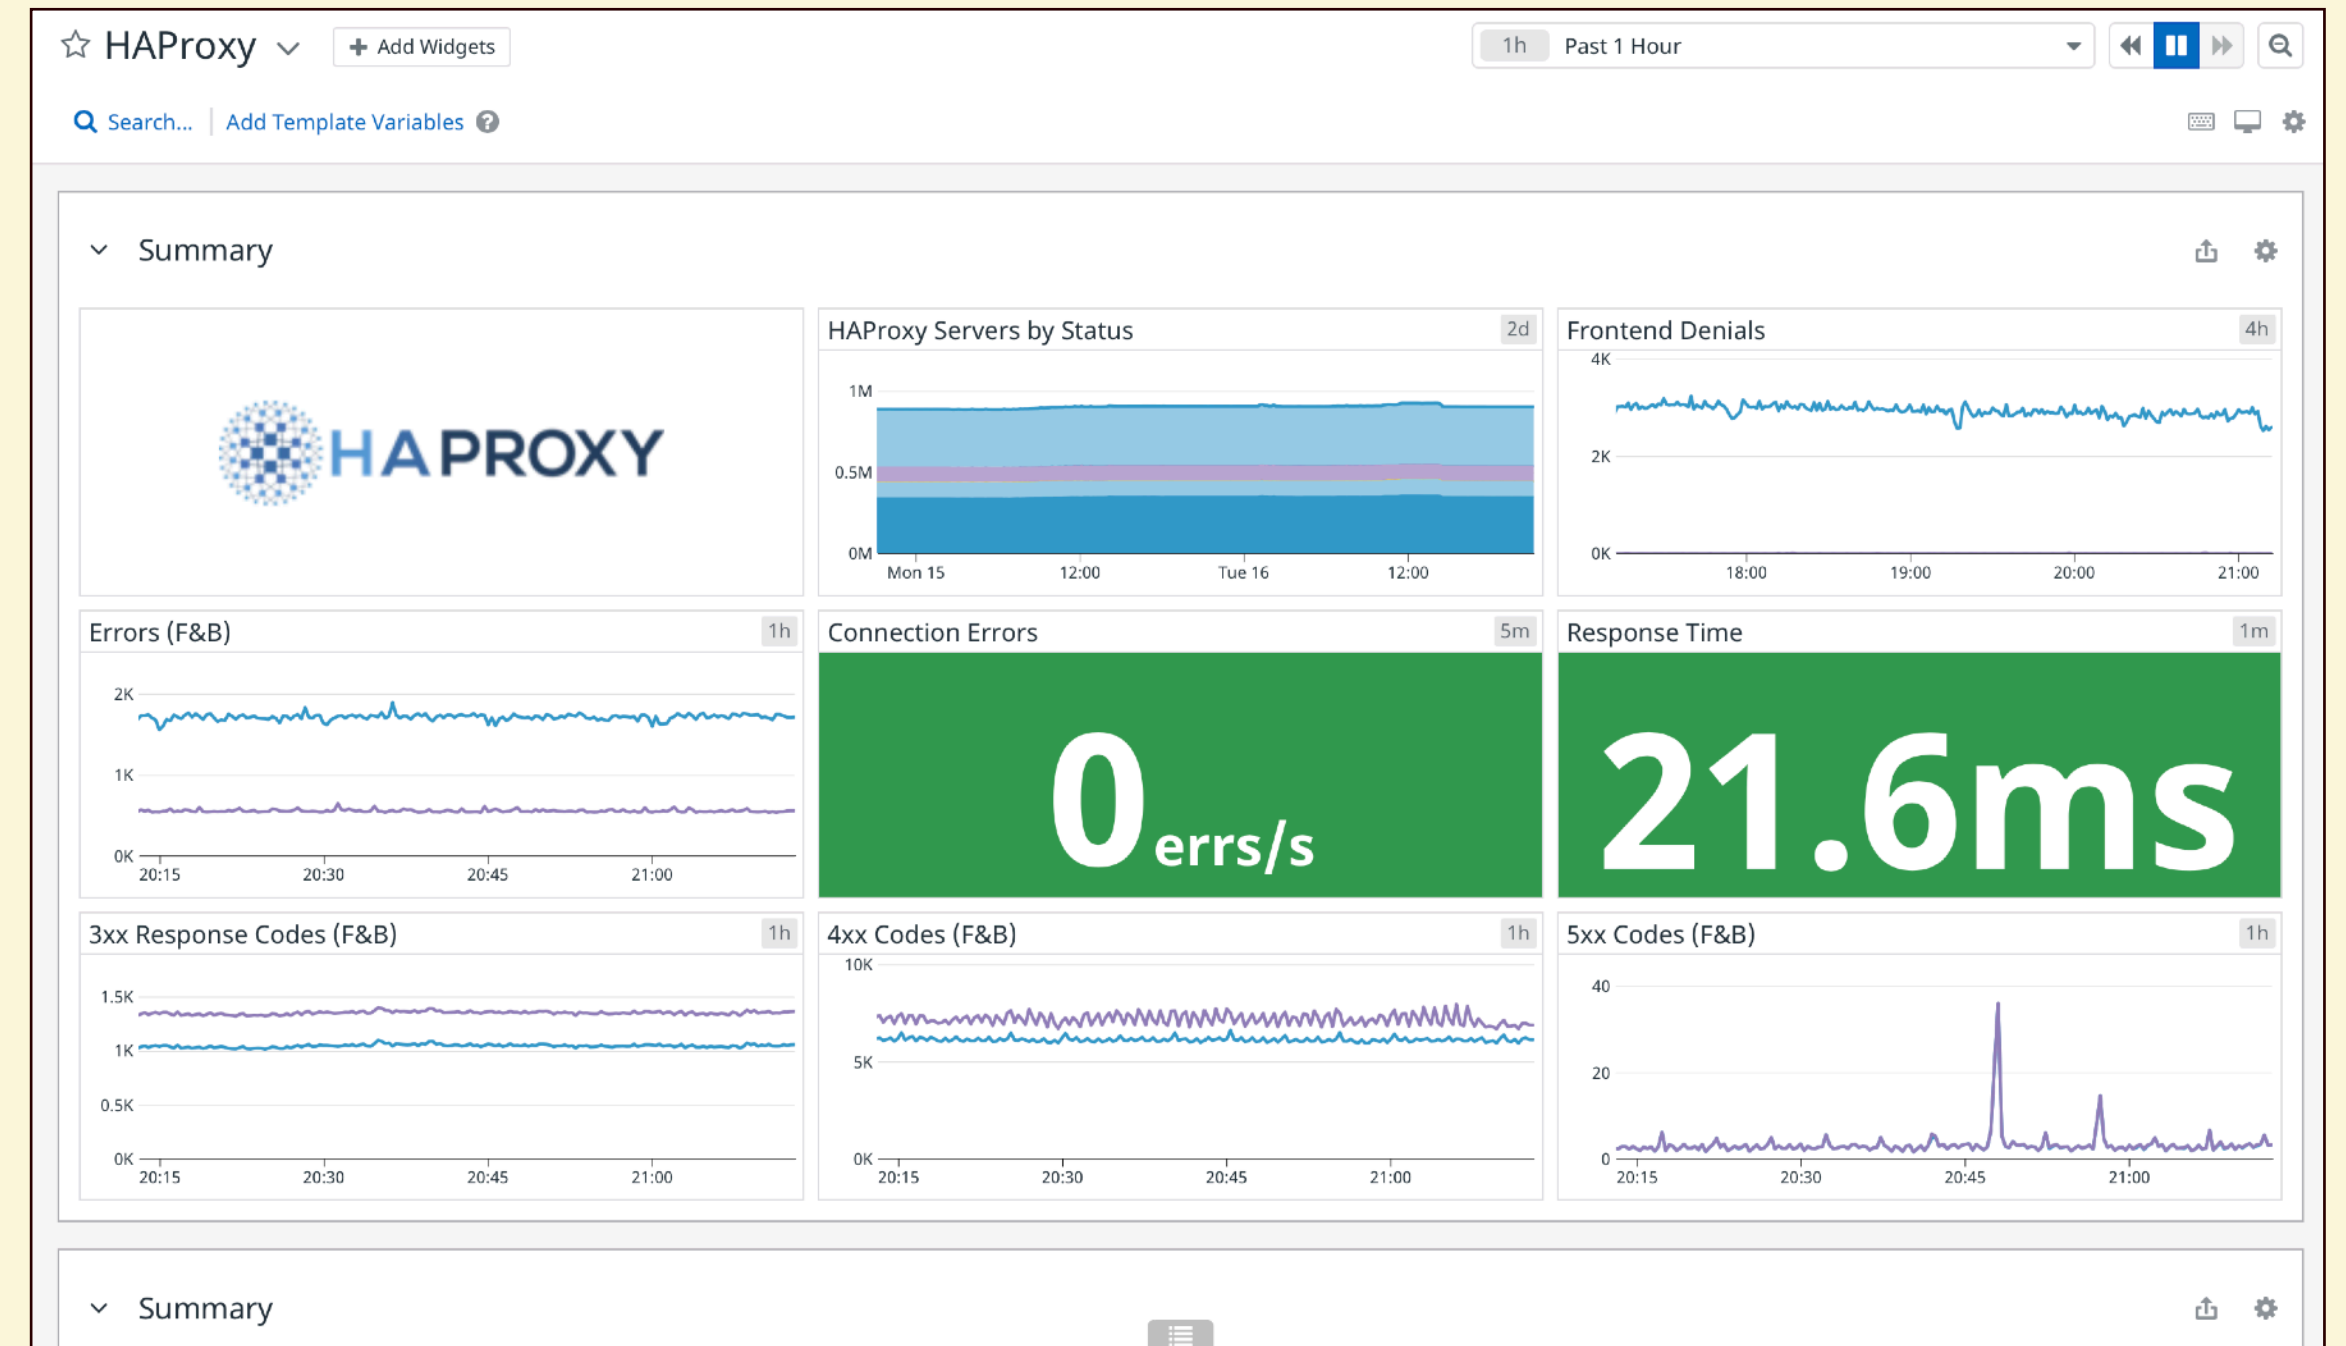 HAProxy
Add Widgets
1h Past 1 Hour
Search...
Add Template Variables ?
Summary
HAPROXY
HAProxy Servers by Status 2d
1M
0.5M
0M
Mon 15 12:00 Tue 16 12:00
Frontend Denials 4h
4K
2K
0K
18:00 19:00 20:00 21:00
Errors (F&B) 1h
2K
1K
0K
20:15 20:30 20:45 21:00
Connection Errors 5m
0 errs/s
Response Time 1m
21.6ms
3xx Response Codes (F&B) 1h
1.5K
1K
0.5K
0K
20:15 20:30 20:45 21:00
4xx Codes (F&B) 1h
10K
5K
0K
20:15 20:30 20:45 21:00
5xx Codes (F&B) 1h
40
20
0
20:15 20:30 20:45 21:00
Summary